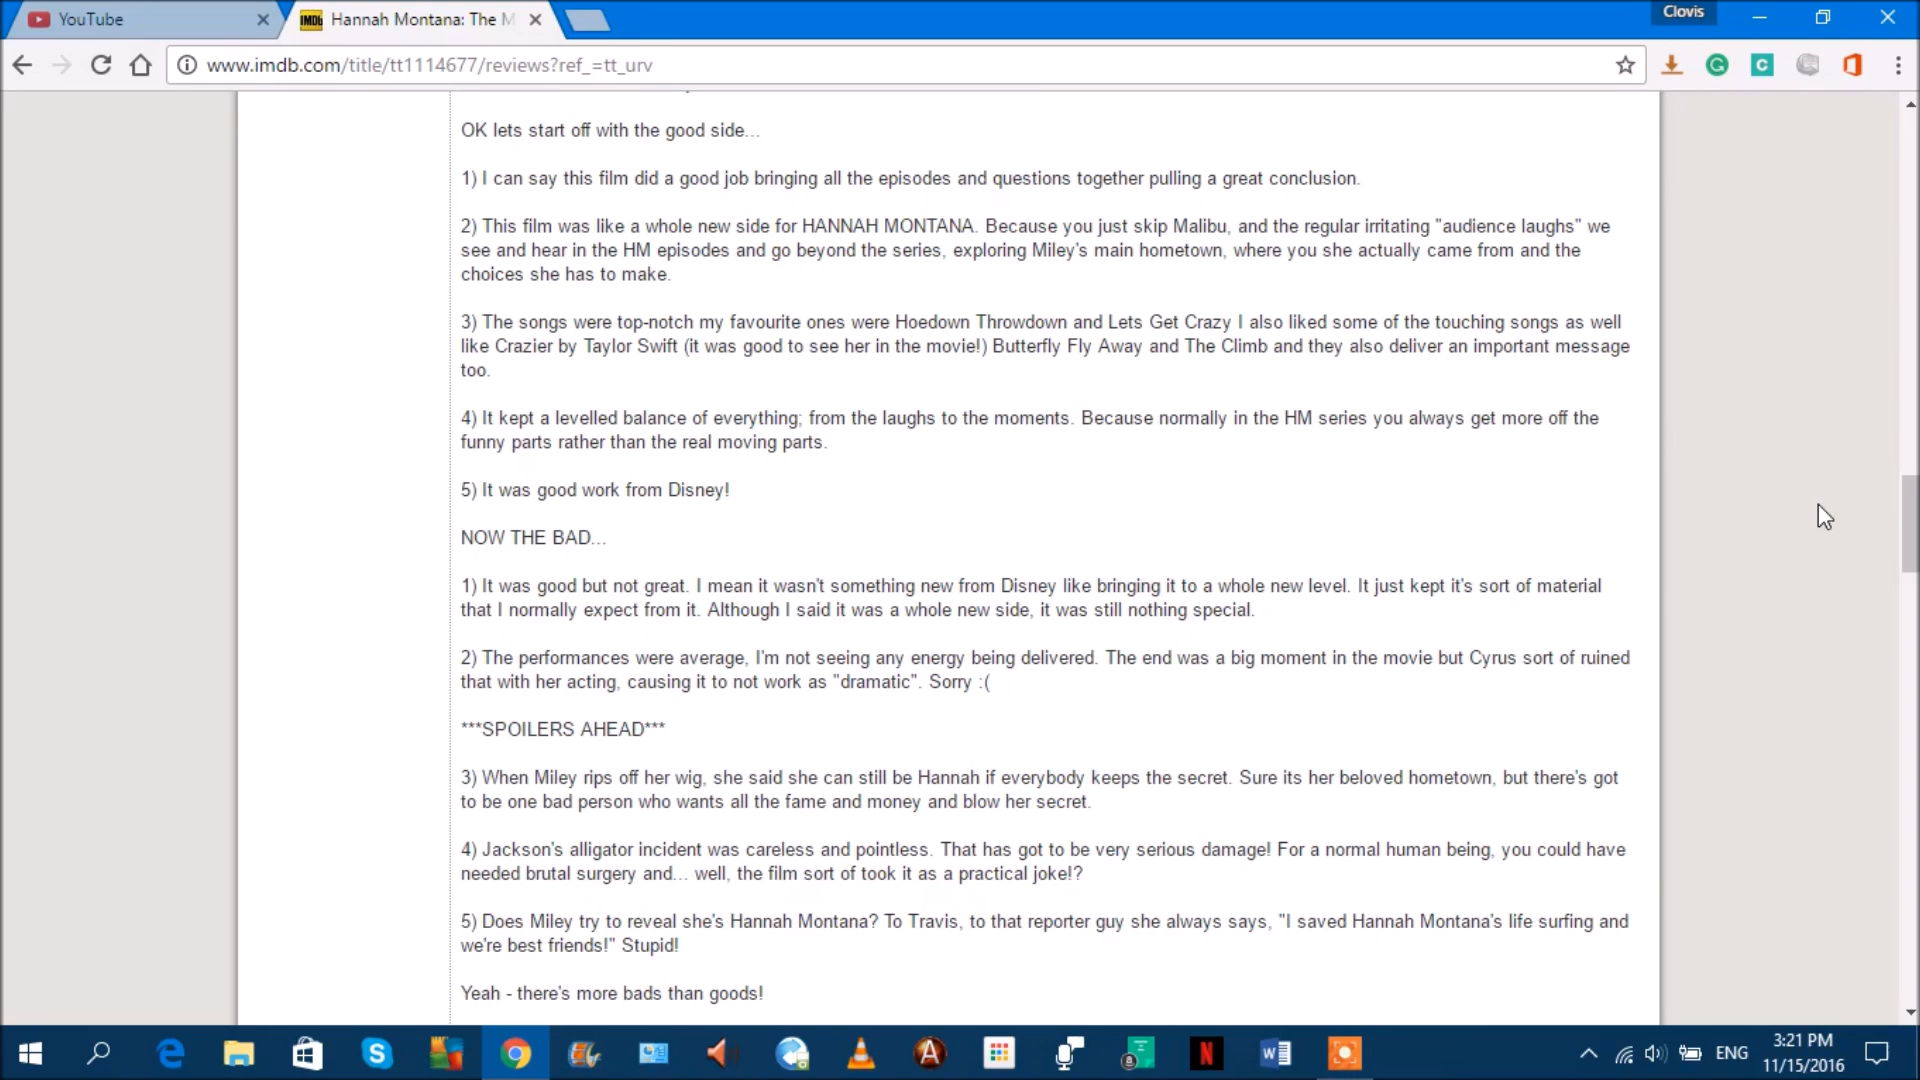 YouTube
IMDb Hannah Montana: The M
Clovis
www.imdb.com/title/tt1114677/reviews?ref_=tt_urv
OK lets start off with the good side...
1) I can say this film did a good job bringing all the episodes and questions together pulling a great conclusion.
2) This film was like a whole new side for HANNAH MONTANA. Because you just skip Malibu, and the regular irritating "audience laughs" we
see and hear in the HM episodes and go beyond the series, exploring Miley's main hometown, where you she actually came from and the
choices she has to make.
3) The songs were top-notch my favourite ones were Hoedown Throwdown and Lets Get Crazy I also liked some of the touching songs as well
like Crazier by Taylor Swift (it was good to see her in the movie!) Butterfly Fly Away and The Climb and they also deliver an important message
too.
4) It kept a levelled balance of everything; from the laughs to the moments. Because normally in the HM series you always get more off the
funny parts rather than the real moving parts.
5) It was good work from Disney!
NOW THE BAD...
1) It was good but not great. I mean it wasn't something new from Disney like bringing it to a whole new level. It just kept it's sort of material
that I normally expect from it. Although I said it was a whole new side, it was still nothing special.
2) The performances were average, I'm not seeing any energy being delivered. The end was a big moment in the movie but Cyrus sort of ruined
that with her acting, causing it to not work as "dramatic". Sorry :(
***SPOILERS AHEAD***
3) When Miley rips off her wig, she said she can still be Hannah if everybody keeps the secret. Sure its her beloved hometown, but there's got
to be one bad person who wants all the fame and money and blow her secret.
4) Jackson's alligator incident was careless and pointless. That has got to be very serious damage! For a normal human being, you could have
needed brutal surgery and... well, the film sort of took it as a practical joke!?
5) Does Miley try to reveal she's Hannah Montana? To Travis, to that reporter guy she always says, "I saved Hannah Montana's life surfing and
we're best friends!" Stupid!
Yeah - there's more bads than goods!
ENG
3:21 PM
11/15/2016